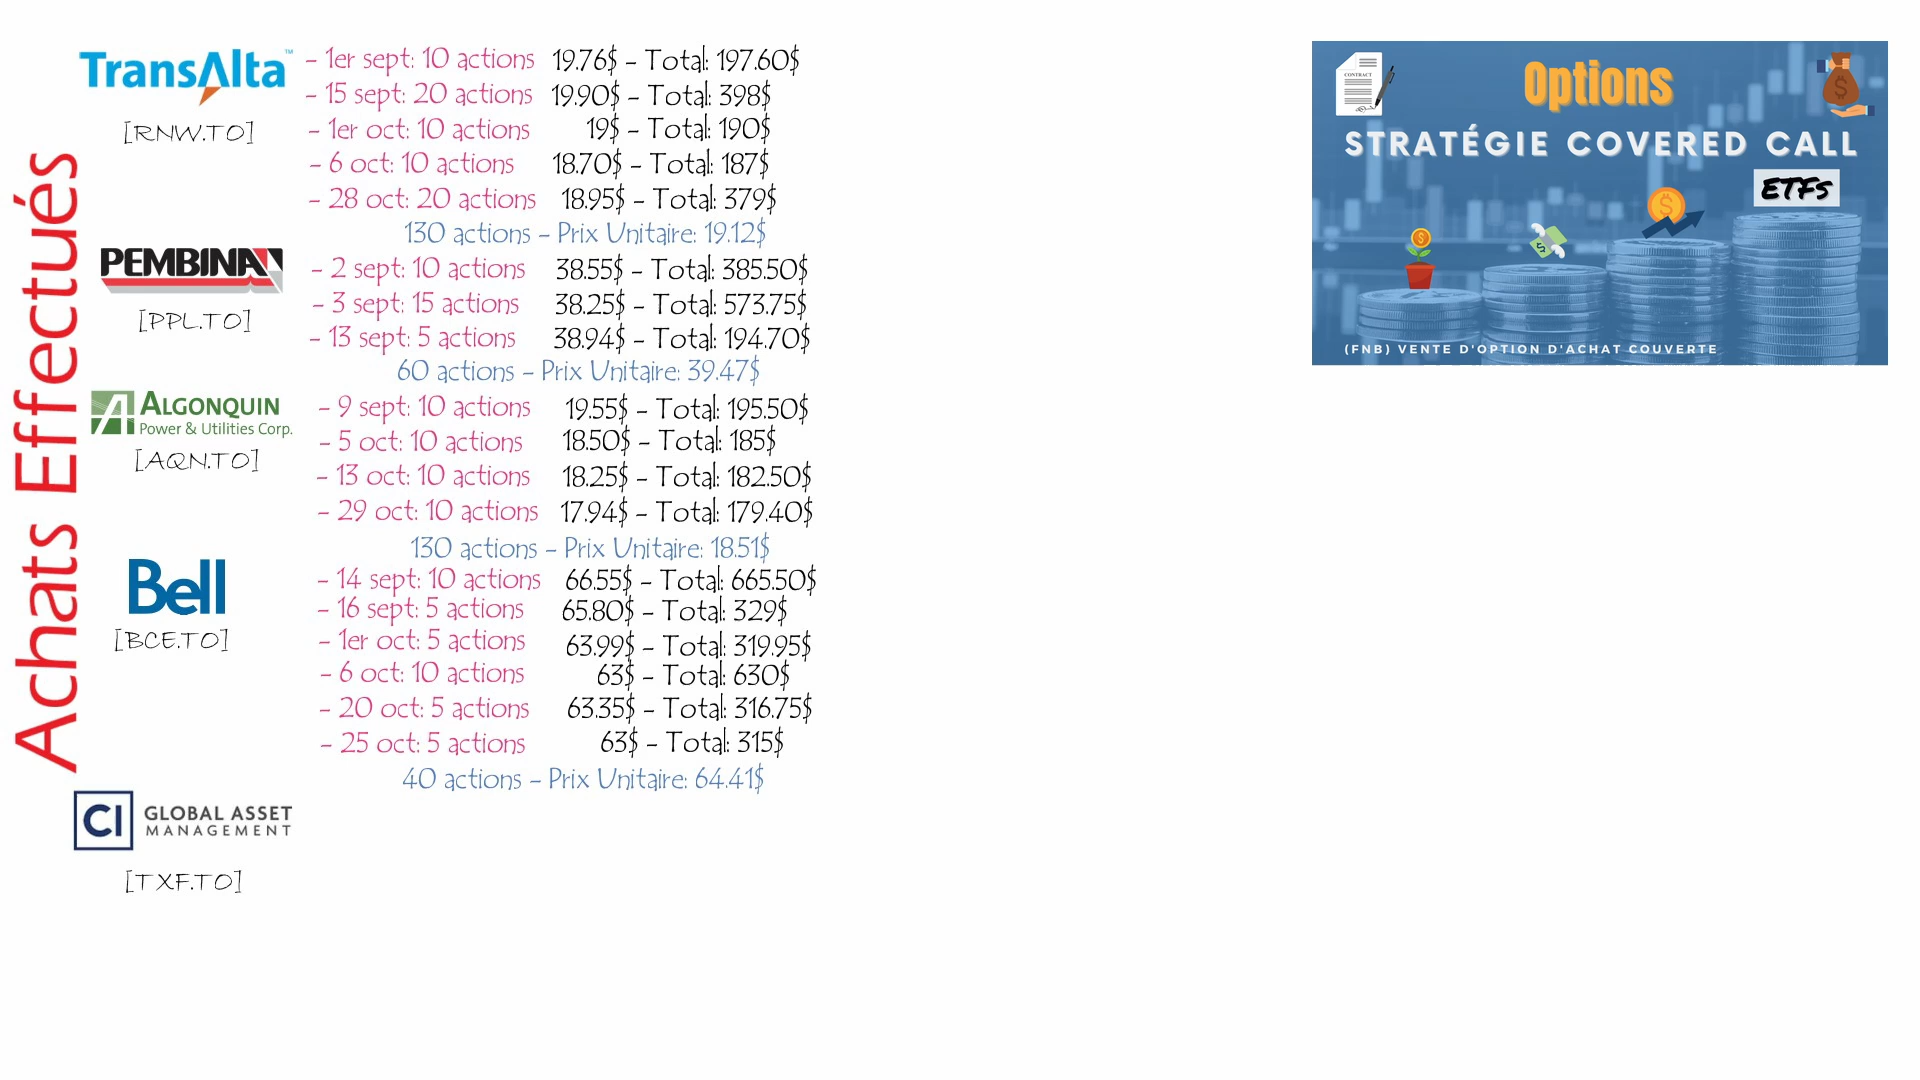 Achats Effectués
TransAlta™
[RNW.TO]
- 1er sept: 10 actions 19.76$ - Total: 197.60$
- 15 sept: 20 actions 19.90$ - Total: 398$
- 1er oct: 10 actions 19$ - Total: 190$
- 6 oct: 10 actions 18.70$ - Total: 187$
- 28 oct: 20 actions 18.95$ - Total: 379$
130 actions - Prix Unitaire: 19.12$
PEMBINA
[PPL.TO]
- 2 sept: 10 actions 38.55$ - Total: 385.50$
- 3 sept: 15 actions 38.25$ - Total: 573.75$
- 13 sept: 5 actions 38.94$ - Total: 194.70$
60 actions - Prix Unitaire: 39.47$
ALGONQUIN
Power & Utilities Corp.
[AQN.TO]
- 9 sept: 10 actions 19.55$ - Total: 195.50$
- 5 oct: 10 actions 18.50$ - Total: 185$
- 13 oct: 10 actions 18.25$ - Total: 182.50$
- 29 oct: 10 actions 17.94$ - Total: 179.40$
130 actions - Prix Unitaire: 18.51$
Bell
[BCE.TO]
- 14 sept: 10 actions 66.55$ - Total: 665.50$
- 16 sept: 5 actions 65.80$ - Total: 329$
- 1er oct: 5 actions 63.99$ - Total: 319.95$
- 6 oct: 10 actions 63$ - Total: 630$
- 20 oct: 5 actions 63.35$ - Total: 316.75$
- 25 oct: 5 actions 63$ - Total: 315$
40 actions - Prix Unitaire: 64.41$
CI GLOBAL ASSET
MANAGEMENT
[TXF.TO]
CONTRACT
Options
STRATÉGIE COVERED CALL
ETFs
(FNB) VENTE D'OPTION D'ACHAT COUVERTE